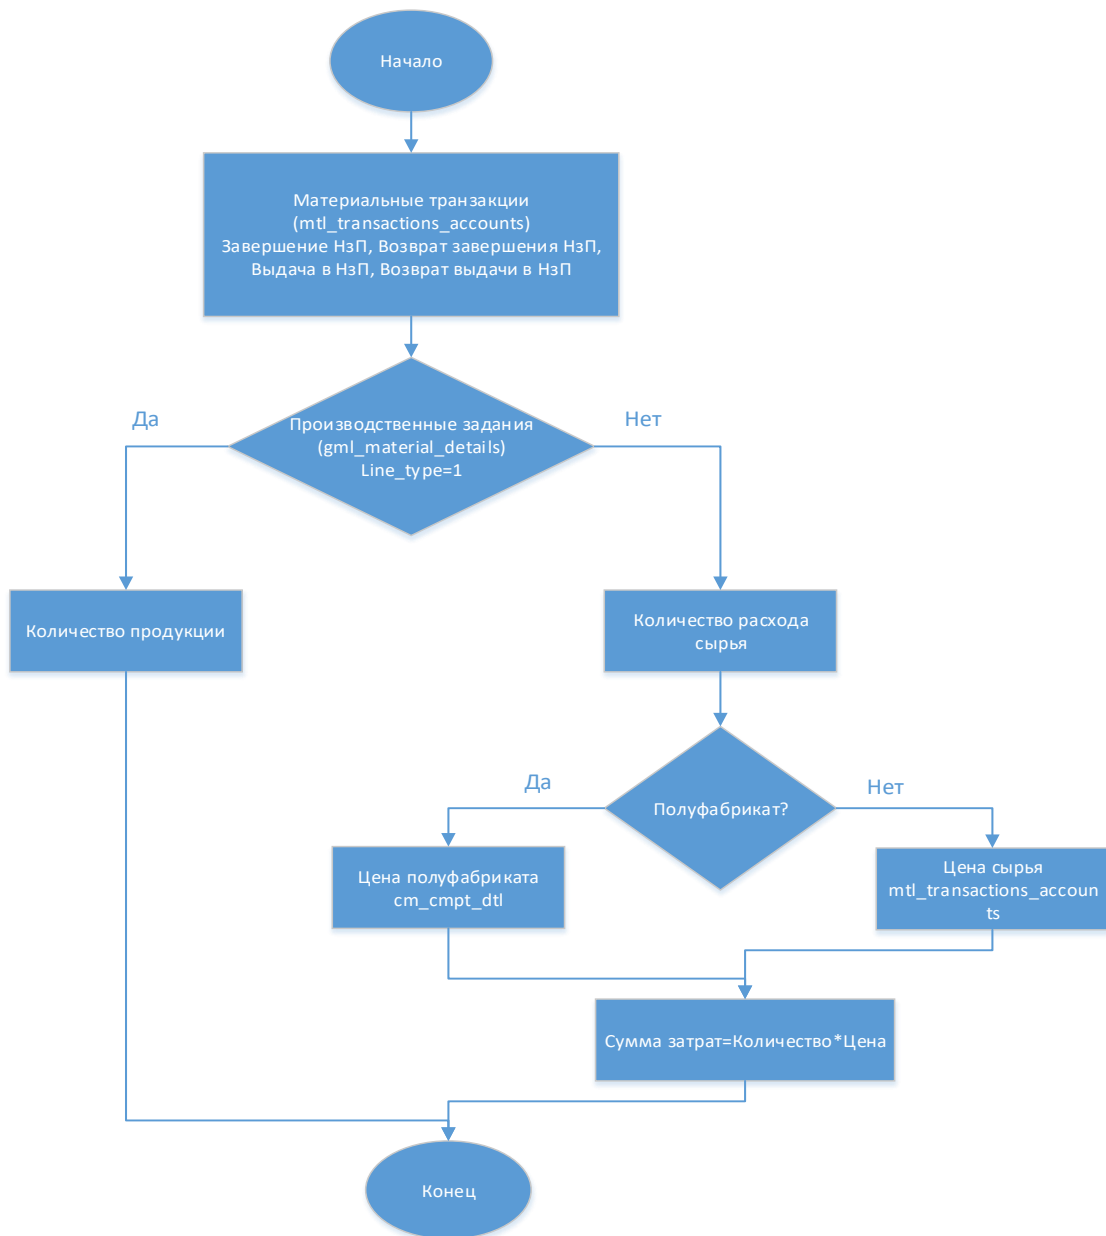 Начало
Материальные транзакции
(mtl_transactions_accounts)
Завершение НзП, Возврат завершения НзП,
Выдача в НзП, Возврат выдачи в НзП
Да
Нет
Производственные задания
(gml_material_details)
Line_type=1
Количество продукции
Количество расхода
сырья
Да
Нет
Полуфабрикат?
Цена полуфабриката
cm_cmpt_dtl
Цена сырья
mtl_transactions_accoun
ts
Сумма затрат=Количество*Цена
Конец